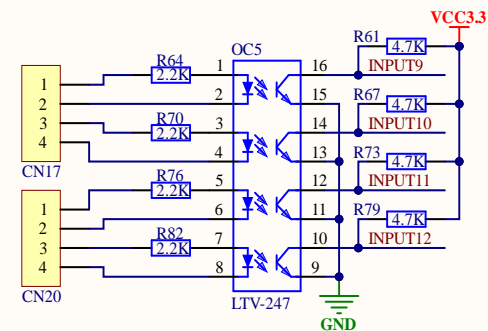 VCC3.3
R61
4.7K
OC5
R64
2.2K
1
16
INPUT9
1
2
3
4
CN17
2
15
R67
4.7K
R70
2.2K
3
14
INPUT10
4
13
R73
4.7K
R76
2.2K
5
12
INPUT11
1
2
3
4
CN20
6
11
R79
4.7K
R82
2.2K
7
10
INPUT12
8
9
LTV-247
GND